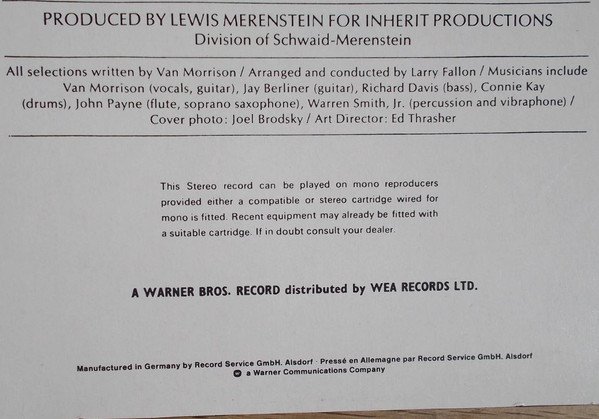 PRODUCED BY LEWIS MERENSTEIN FOR INHERIT PRODUCTIONS
Division of Schwaid-Merenstein
All selections written by Van Morrison / Arranged and conducted by Larry Fallon / Musicians include
Van Morrison (vocals, guitar), Jay Berliner (guitar), Richard Davis (bass), Connie Kay
(drums), John Payne (flute, soprano saxophone), Warren Smith, Jr. (percussion and vibraphone) /
Cover photo: Joel Brodsky / Art Director: Ed Thrasher
This Stereo record can be played on mono reproducers
provided either a compatible or stereo cartridge wired for
mono is fitted. Recent equipment may already be fitted with
a suitable cartridge. If in doubt consult your dealer.
A WARNER BROS. RECORD distributed by WEA RECORDS LTD.
Manufactured in Germany by Record Service GmbH. Alsdorf · Pressé en Allemagne par Record Service GmbH. Alsdorf
a Warner Communications Company